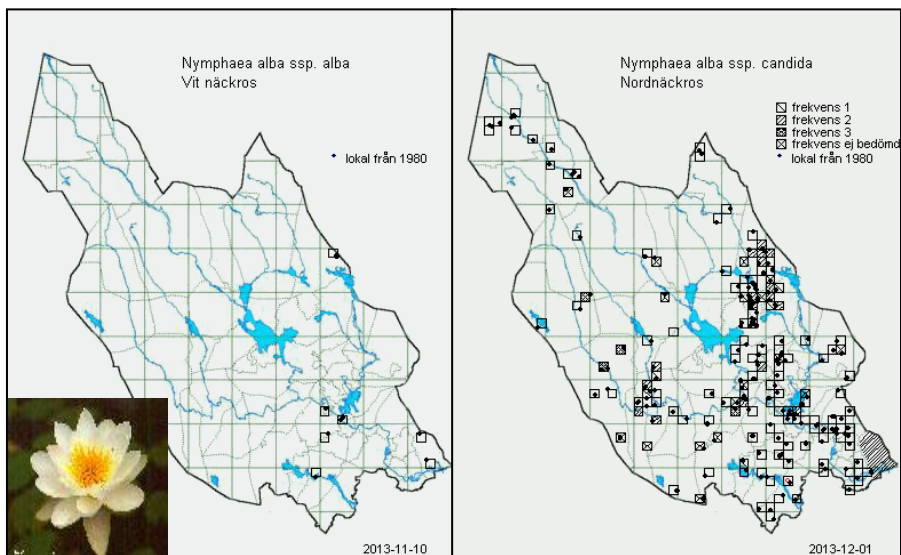 Nymphaea alba ssp. alba
Vit näckros
lokal från 1980
2013-11-10
Nymphaea alba ssp. candida
Nordnäckros
frekvens 1
frekvens 2
frekvens 3
frekvens ej bedömd
lokal från 1980
2013-12-01